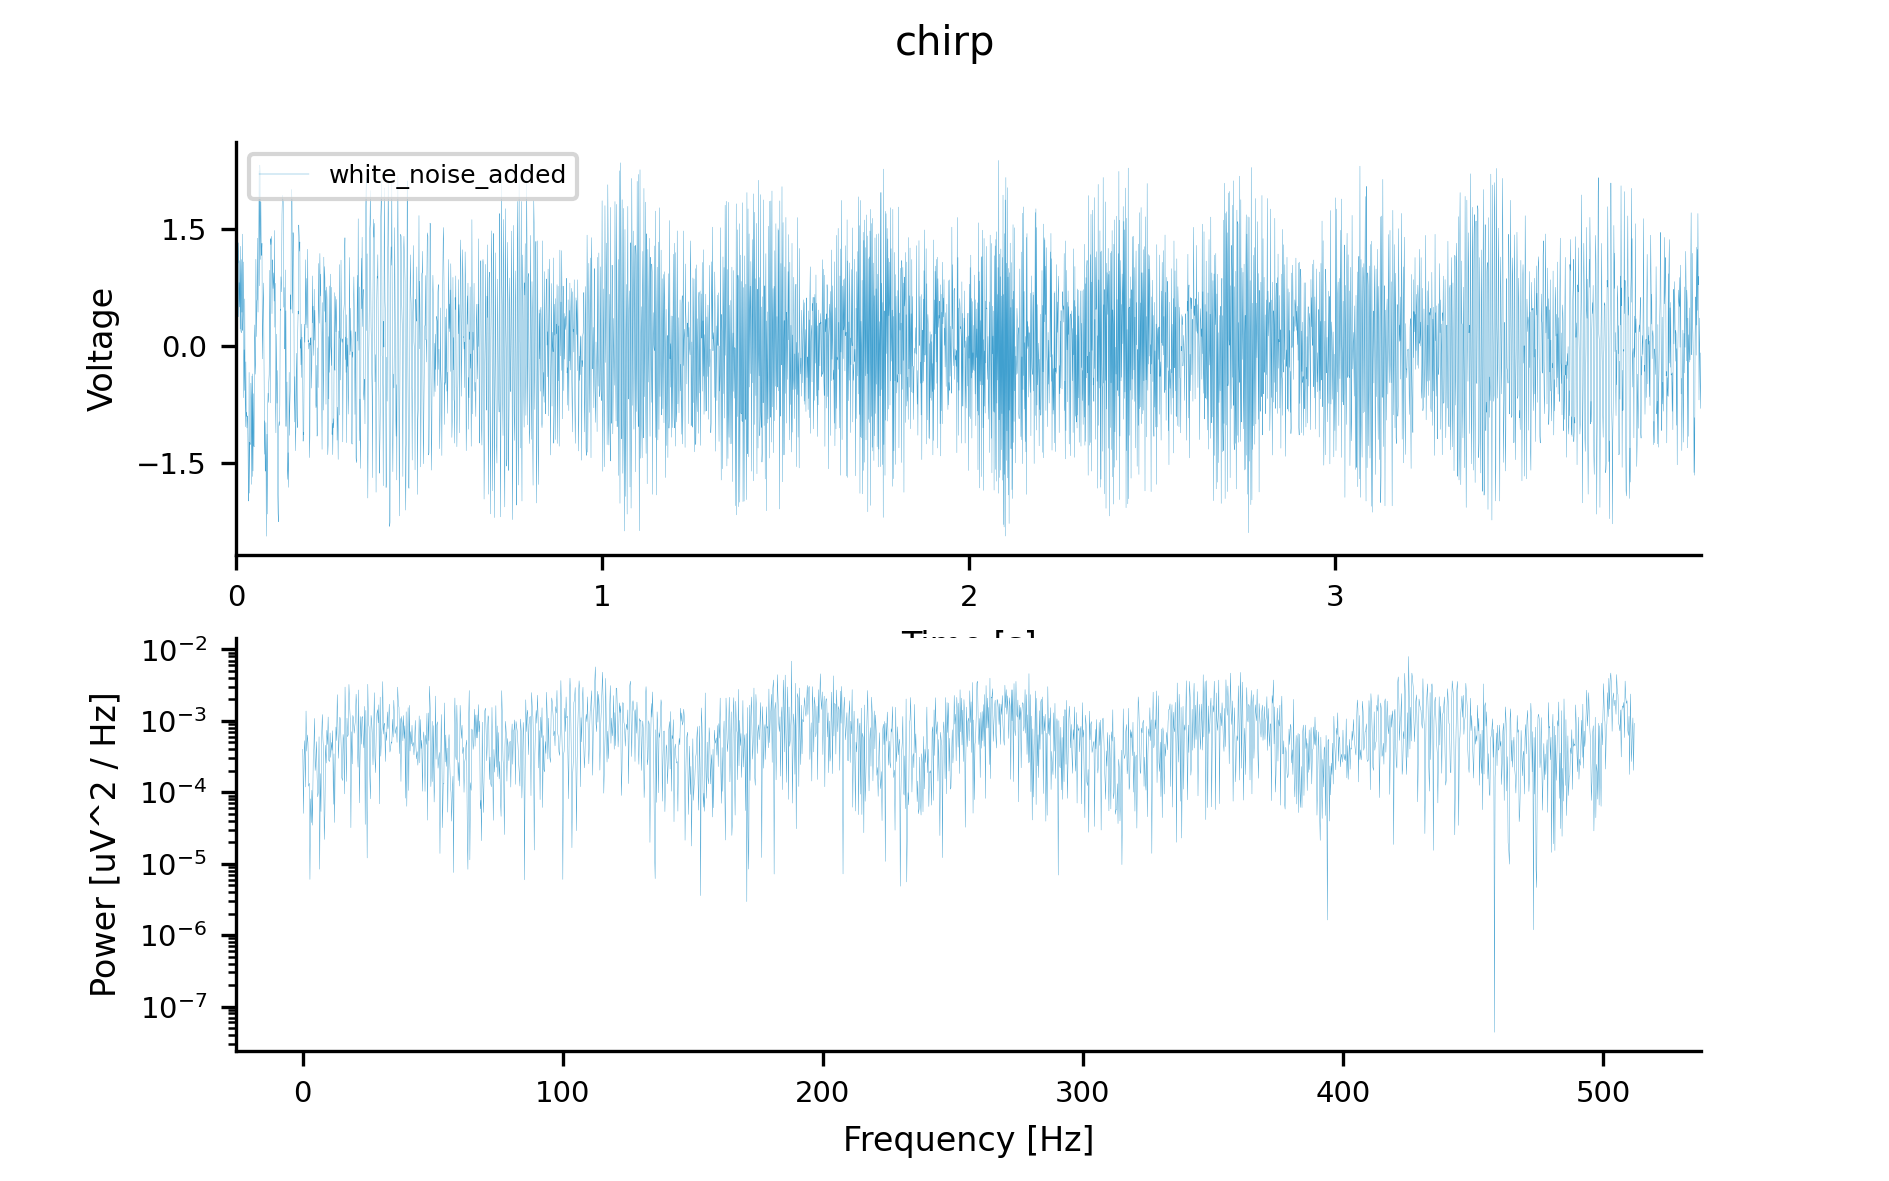 chirp
white_noise_added
Voltage
1.5
0.0
−1.5
0 1 2 3
Time [s]
Power [uV^2 / Hz]
10⁻²
10⁻³
10⁻⁴
10⁻⁵
10⁻⁶
10⁻⁷
0 100 200 300 400 500
Frequency [Hz]